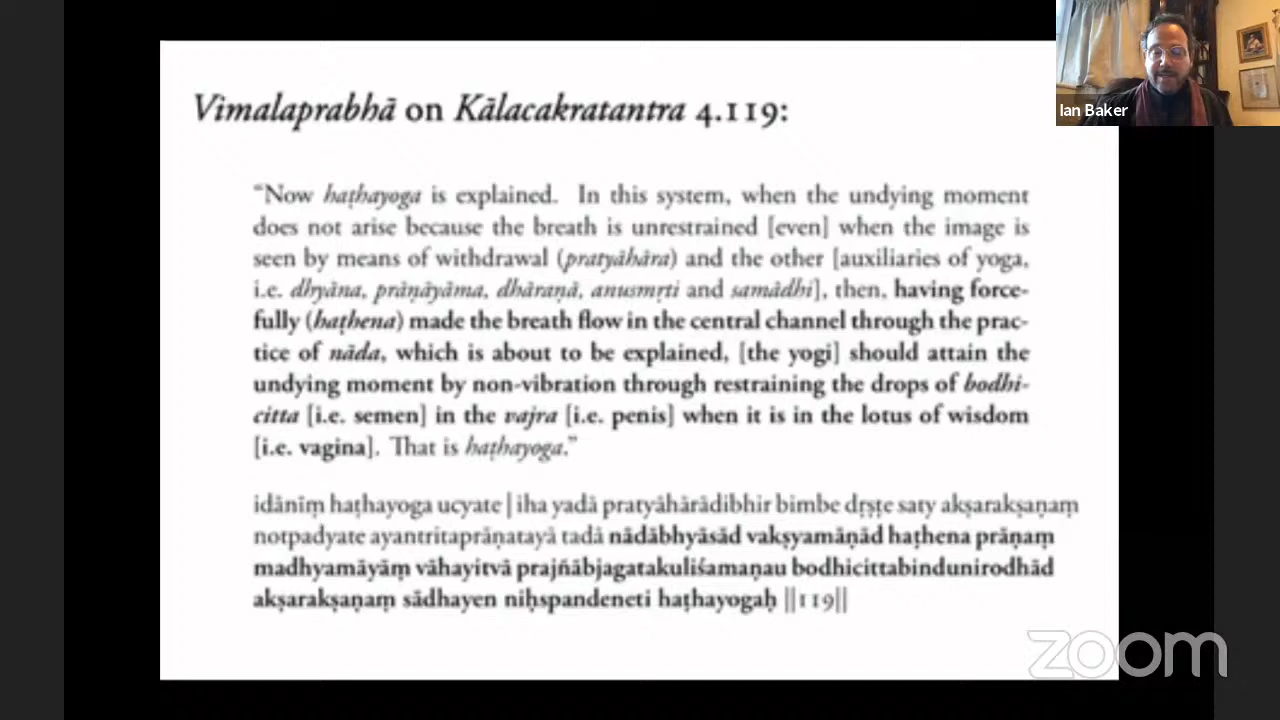 Vimalaprabhā on Kālacakratantra 4.119:
“Now haṭhayoga is explained. In this system, when the undying moment
does not arise because the breath is unrestrained [even] when the image is
seen by means of withdrawal (pratyāhāra) and the other [auxiliaries of yoga,
i.e. dhyāna, prāṇāyāma, dhāraṇā, anusmṛti and samādhi], then, having force-
fully (haṭhena) made the breath flow in the central channel through the prac-
tice of nāda, which is about to be explained, [the yogi] should attain the
undying moment by non-vibration through restraining the drops of bodhi-
citta [i.e. semen] in the vajra [i.e. penis] when it is in the lotus of wisdom
[i.e. vagina]. That is haṭhayoga.”
idānīṃ haṭhayoga ucyate | iha yadā pratyāhārādibhir bimbe dṛṣṭe saty akṣarakṣaṇaṃ
notpadyate ayantritaprāṇatayā tadā nādābhyāsād vakṣyamāṇād haṭhena prāṇaṃ
madhyamāyāṃ vāhayitvā prajñābjagatakuliśamaṇau bodhicittabindunirodhād
akṣarakṣaṇaṃ sādhayen niḥspandeneti haṭhayogaḥ ||119||
Ian Baker
zoom